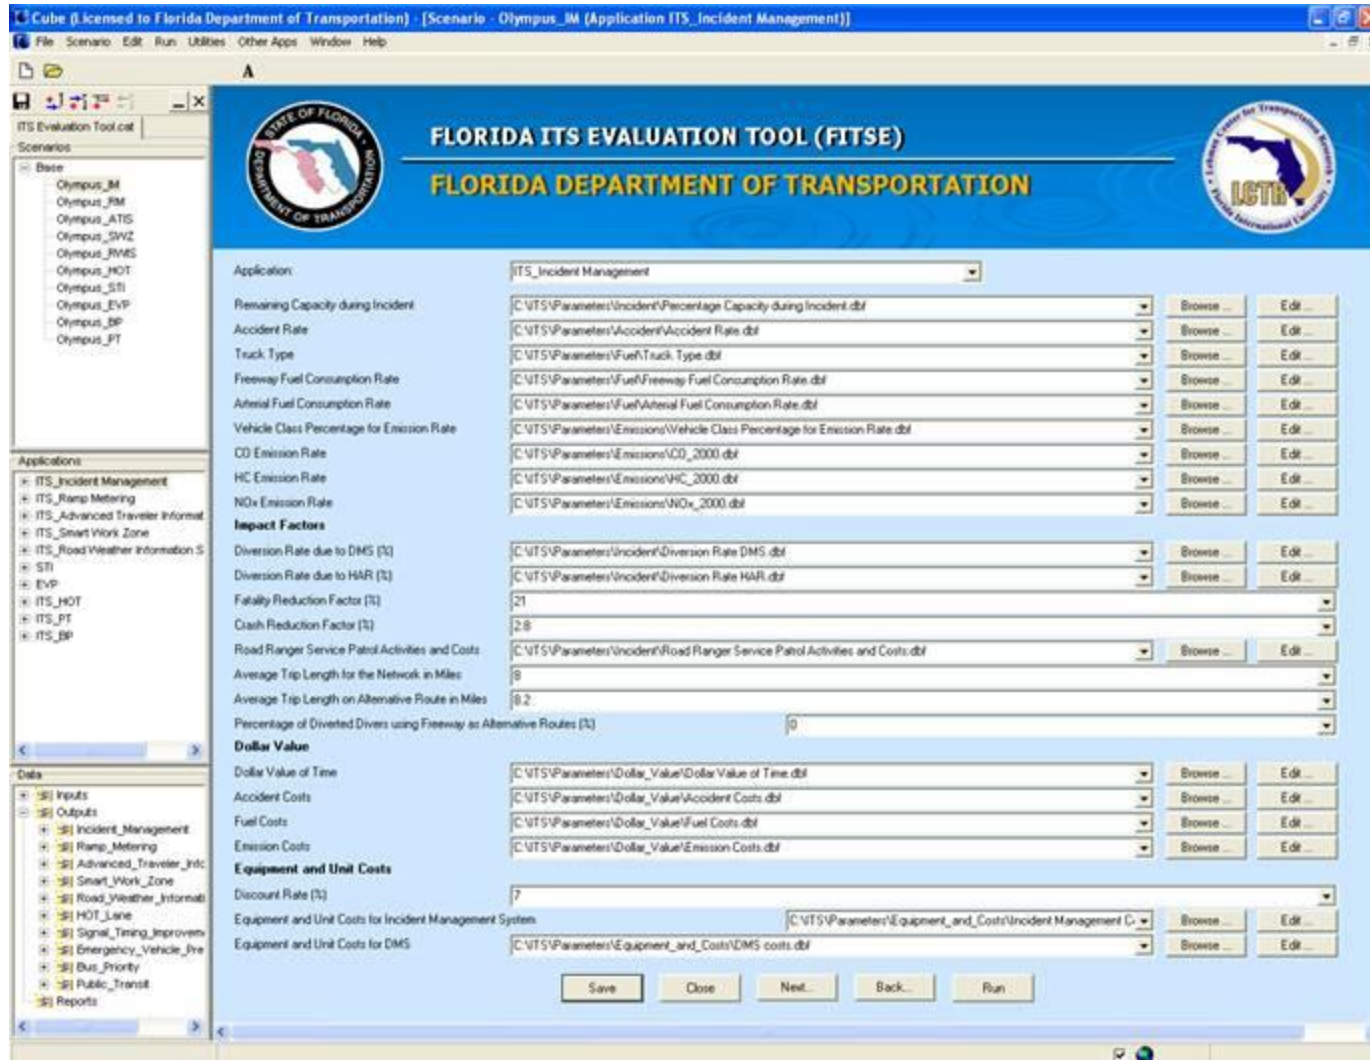 Cube (Licensed to Florida Department of Transportation) - [Scenario - Olympus_IM (Application ITS_Incident Management)]
File Scenario Edit Run Utilities Other Apps Window Help
A
ITS Evaluation Tool.cat
Scenarios
Base
Olympus_IM
Olympus_RM
Olympus_ATIS
Olympus_SWZ
Olympus_RWIS
Olympus_HOT
Olympus_STI
Olympus_EVP
Olympus_BP
Olympus_PT
Applications
ITS_Incident Management
ITS_Ramp Metering
ITS_Advanced Traveler Informat
ITS_Smart Work Zone
ITS_Road Weather Information S
STI
EVP
ITS_HOT
ITS_PT
ITS_BP
Data
Inputs
Outputs
Incident_Management
Ramp_Metering
Advanced_Traveler_Infc
Smart_Work_Zone
Road_Weather_Informati
HOT_Lane
Signal_Timing_Improvem
Emergency_Vehicle_Pre
Bus_Priority
Public_Transit
Reports
STATE OF FLORIDA
DEPARTMENT OF TRANSPORTATION
FLORIDA ITS EVALUATION TOOL (FITSE)
FLORIDA DEPARTMENT OF TRANSPORTATION
Lehman Center for Transportation Research
LCTR
Florida International University
Application: ITS_Incident Management
Remaining Capacity during Incident C:\ITS\Parameters\Incident\Percentage Capacity during Incident.dbf Browse ... Edit ...
Accident Rate C:\ITS\Parameters\Accident\Accident Rate.dbf Browse ... Edit ...
Truck Type C:\ITS\Parameters\Fuel\Truck Type.dbf Browse ... Edit ...
Freeway Fuel Consumption Rate C:\ITS\Parameters\Fuel\Freeway Fuel Consumption Rate.dbf Browse ... Edit ...
Arterial Fuel Consumption Rate C:\ITS\Parameters\Fuel\Arterial Fuel Consumption Rate.dbf Browse ... Edit ...
Vehicle Class Percentage for Emission Rate C:\ITS\Parameters\Emissions\Vehicle Class Percentage for Emission Rate.dbf Browse ... Edit ...
CO Emission Rate C:\ITS\Parameters\Emissions\CO_2000.dbf Browse ... Edit ...
HC Emission Rate C:\ITS\Parameters\Emissions\HC_2000.dbf Browse ... Edit ...
NOx Emission Rate C:\ITS\Parameters\Emissions\NOx_2000.dbf Browse ... Edit ...
Impact Factors
Diversion Rate due to DMS (%) C:\ITS\Parameters\Incident\Diversion Rate DMS.dbf Browse ... Edit ...
Diversion Rate due to HAR (%) C:\ITS\Parameters\Incident\Diversion Rate HAR.dbf Browse ... Edit ...
Fatality Reduction Factor (%) 21
Crash Reduction Factor (%) 2.8
Road Ranger Service Patrol Activities and Costs C:\ITS\Parameters\Incident\Road Ranger Service Patrol Activities and Costs.dbf Browse ... Edit ...
Average Trip Length for the Network in Miles 8
Average Trip Length on Alternative Route in Miles 8.2
Percentage of Diverted Divers using Freeway as Alternative Routes (%) 0
Dollar Value
Dollar Value of Time C:\ITS\Parameters\Dollar_Value\Dollar Value of Time.dbf Browse ... Edit ...
Accident Costs C:\ITS\Parameters\Dollar_Value\Accident Costs.dbf Browse ... Edit ...
Fuel Costs C:\ITS\Parameters\Dollar_Value\Fuel Costs.dbf Browse ... Edit ...
Emission Costs C:\ITS\Parameters\Dollar_Value\Emission Costs.dbf Browse ... Edit ...
Equipment and Unit Costs
Discount Rate (%) 7
Equipment and Unit Costs for Incident Management System C:\ITS\Parameters\Equipment_and_Costs\Incident Management C Browse ... Edit ...
Equipment and Unit Costs for DMS C:\ITS\Parameters\Equipment_and_Costs\DMS costs.dbf Browse ... Edit ...
Save Close Next... Back... Run